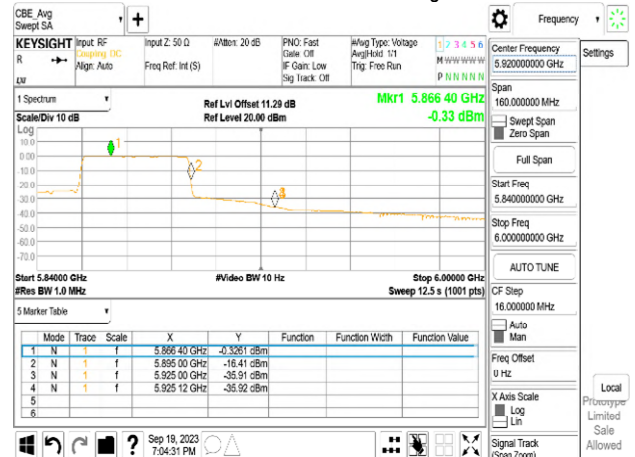 CBE_Avg
Swept SA
Frequency
KEYSIGHT
Input: RF
Coupling: DC
Align: Auto
Input Z: 50 Ω
Freq Ref: Int (S)
#Atten: 20 dB
PNO: Fast
Gate: Off
IF Gain: Low
Sig Track: Off
#Avg Type: Voltage
Avg|Hold: 1/1
Trig: Free Run
1 2 3 4 5 6
M W W W W W
P N N N N N
R
Center Frequency
5.920000000 GHz
Settings
1 Spectrum
Scale/Div 10 dB
Ref Lvl Offset 11.29 dB
Ref Level 20.00 dBm
Mkr1 5.866 40 GHz
-0.33 dBm
Span
160.000000 MHz
Swept Span
Zero Span
Full Span
Start Freq
5.840000000 GHz
Stop Freq
6.000000000 GHz
AUTO TUNE
CF Step
16.000000 MHz
Auto
Man
Freq Offset
0 Hz
X Axis Scale
Log
Lin
Signal Track
(Span Zoom)
Local
Prototype
Limited
Sale
Allowed
Log
10.0
0.00
-10.0
-20.0
-30.0
-40.0
-50.0
-60.0
-70.0
1
2
Start 5.84000 GHz
#Res BW 1.0 MHz
#Video BW 10 Hz
Stop 6.00000 GHz
Sweep 12.5 s (1001 pts)
5 Marker Table
Mode Trace Scale X Y Function Function Width Function Value
1 N 1 f 5.866 40 GHz -0.3261 dBm
2 N 1 f 5.895 00 GHz -16.41 dBm
3 N 1 f 5.925 00 GHz -35.91 dBm
4 N 1 f 5.925 12 GHz -35.92 dBm
5
6
Sep 19, 2023
7:04:31 PM